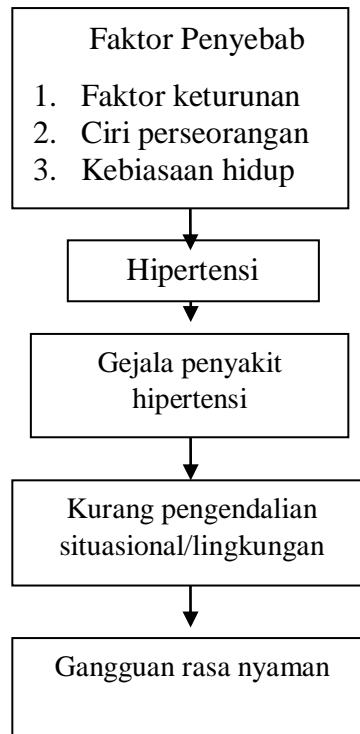 Faktor Penyebab
1. Faktor keturunan
2. Ciri perseorangan
3. Kebiasaan hidup
Hipertensi
Gejala penyakit
hipertensi
Kurang pengendalian
situasional/lingkungan
Gangguan rasa nyaman